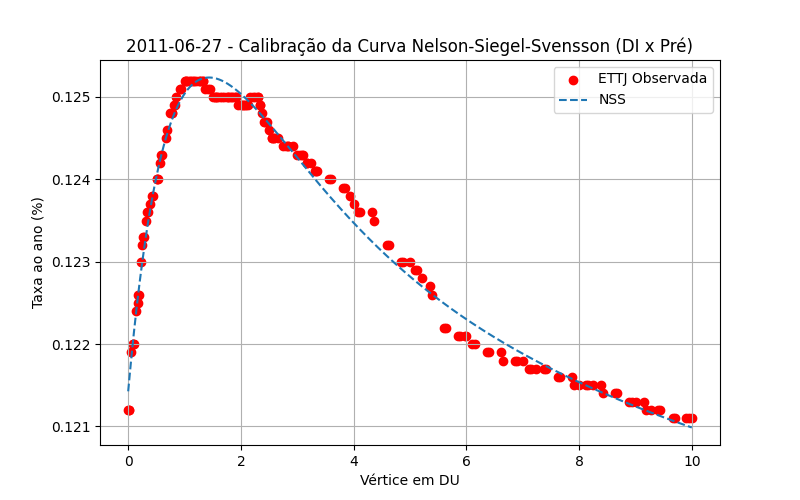 2011-06-27 - Calibração da Curva Nelson-Siegel-Svensson (DI x Pré)
ETTJ Observada
NSS
Taxa ao ano (%)
0.125
0.124
0.123
0.122
0.121
0 2 4 6 8 10
Vértice em DU